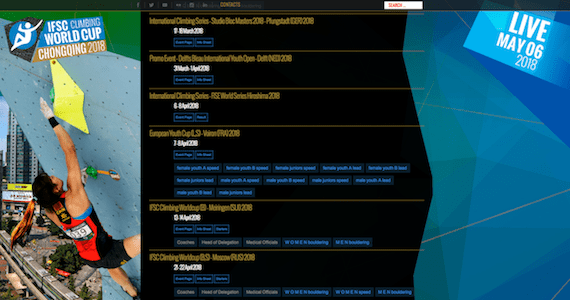 CONTACTS
SEARCH
IFSC CLIMBING
WORLD CUP
CHONGQING 2018
LIVE
MAY 06
2018
International Climbing Series - Studio Bloc Masters 2018 - Pfungstadt (GER) 2018
17-18 March 2018
Event Page Info Sheet
Promo Event - Delfts Bleau International Youth Open - Delft (NED) 2018
31 March - 1 April 2018
Event Page Info Sheet
International Climbing Series - RISE World Series Hiroshima 2018
6 - 8 April 2018
Event Page Result
European Youth Cup (L,S) - Voiron (FRA) 2018
7 - 8 April 2018
Event Page Info Sheet
female youth A speed female youth B speed female juniors speed female youth A lead female youth B lead
female juniors lead male youth A speed male youth B speed male juniors speed male youth A lead
male youth B lead male juniors lead
IFSC Climbing Worldcup (B) - Meiringen (SUI) 2018
13 - 14 April 2018
Event Page Info Sheet
Coaches Head of Delegation Medical Officials W O M E N bouldering M E N bouldering
IFSC Climbing Worldcup (B,S) - Moscow (RUS) 2018
21 - 22 April 2018
Event Page Info Sheet
Coaches Head of Delegation Medical Officials W O M E N bouldering W O M E N speed M E N bouldering